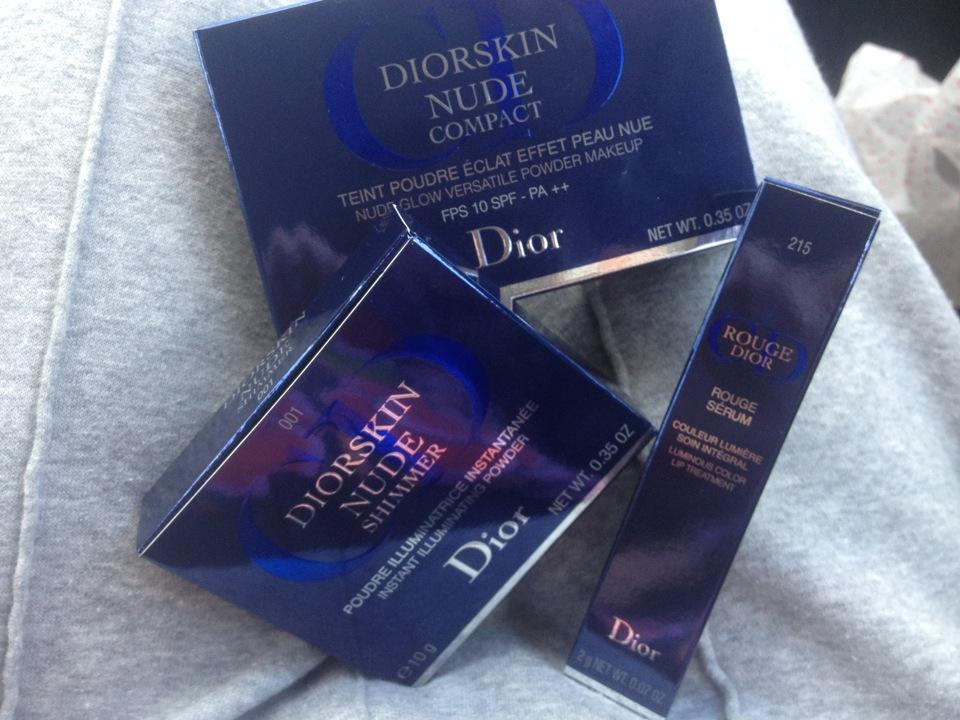 DIORSKIN
NUDE
COMPACT
TEINT POUDRE ÉCLAT EFFET PEAU NUE
NUDE GLOW VERSATILE POWDER MAKEUP
FPS 10 SPF - PA ++
Dior
NET WT. 0.35 OZ
001
DIORSKIN
NUDE
SHIMMER
POUDRE ILLUMINATRICE INSTANTANÉE
INSTANT ILLUMINATING POWDER
Dior
℮ 10 g
NET WT. 0.35 OZ
SHIMMER
001
215
ROUGE
DIOR
ROUGE
SÉRUM
COULEUR LUMIÈRE
SOIN INTÉGRAL
LUMINOUS COLOR
LIP TREATMENT
Dior
2 g NET WT. 0.07 OZ